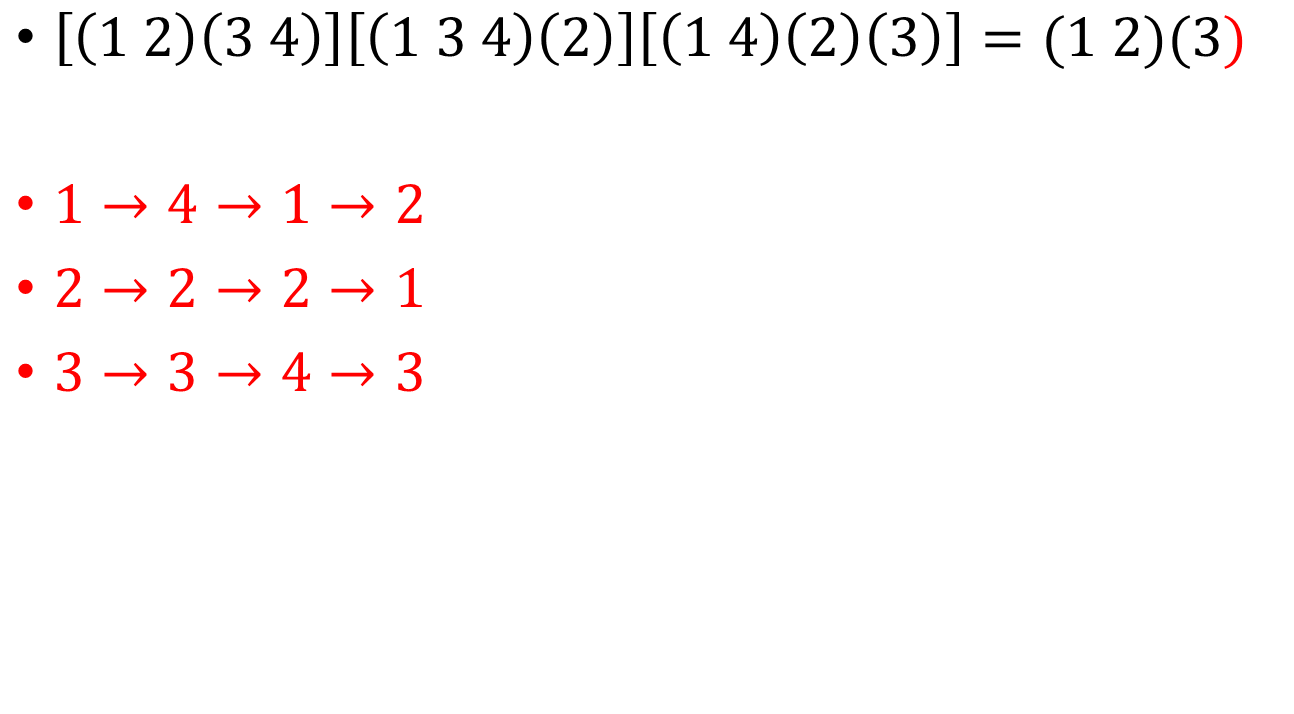 • [(1 2)(3 4)][(1 3 4)(2)][(1 4)(2)(3)] = (1 2)(3)
• 1 → 4 → 1 → 2
• 2 → 2 → 2 → 1
• 3 → 3 → 4 → 3